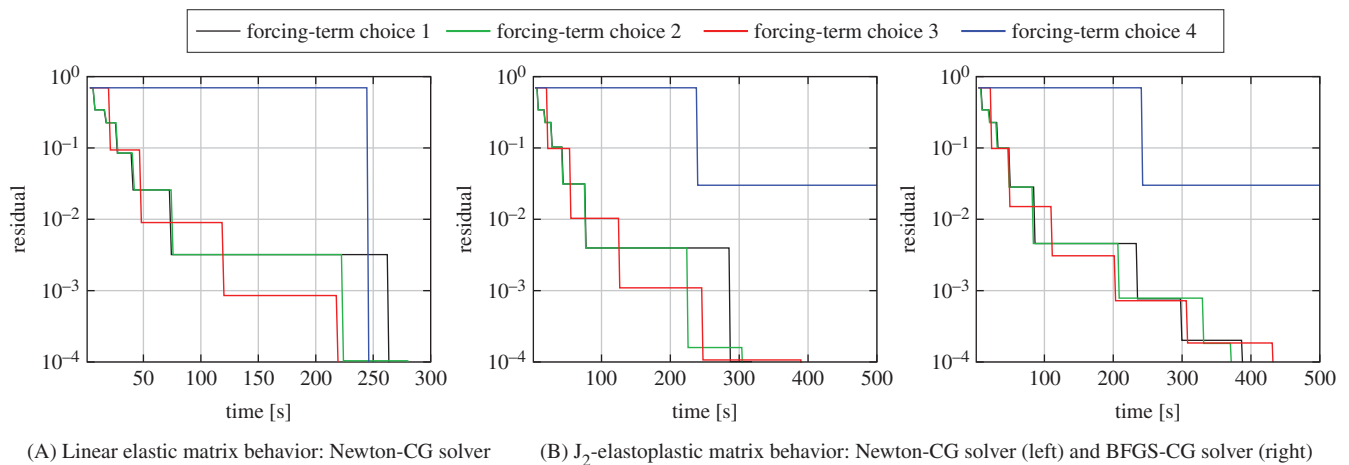 forcing-term choice 1 forcing-term choice 2 forcing-term choice 3 forcing-term choice 4
10^0
10^-1
10^-2
10^-3
10^-4
residual
50 100 150 200 250 300
time [s]
10^0
10^-1
10^-2
10^-3
10^-4
residual
100 200 300 400 500
time [s]
10^0
10^-1
10^-2
10^-3
10^-4
residual
100 200 300 400 500
time [s]
(A) Linear elastic matrix behavior: Newton-CG solver
(B) J_2-elastoplastic matrix behavior: Newton-CG solver (left) and BFGS-CG solver (right)